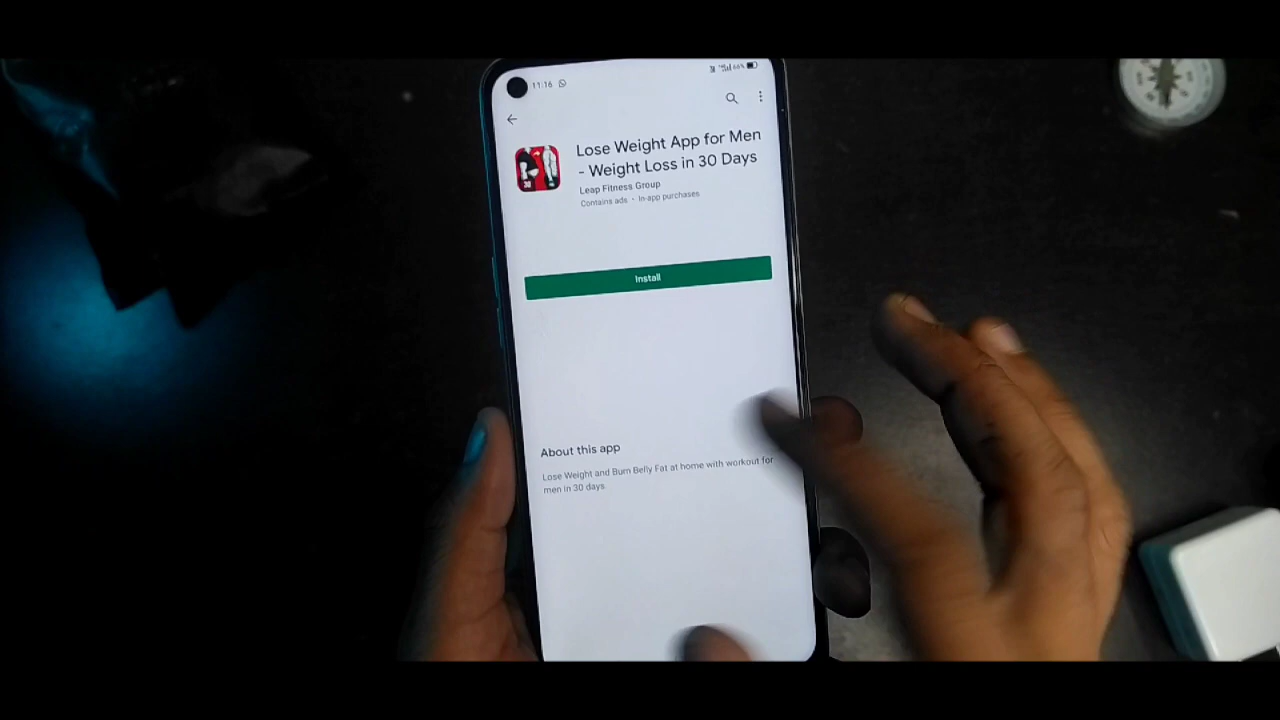 11:16
66%
Lose Weight App for Men
- Weight Loss in 30 Days
Leap Fitness Group
Contains ads • In-app purchases
30
Install
About this app
Lose Weight and Burn Belly Fat at home with workout for
men in 30 days